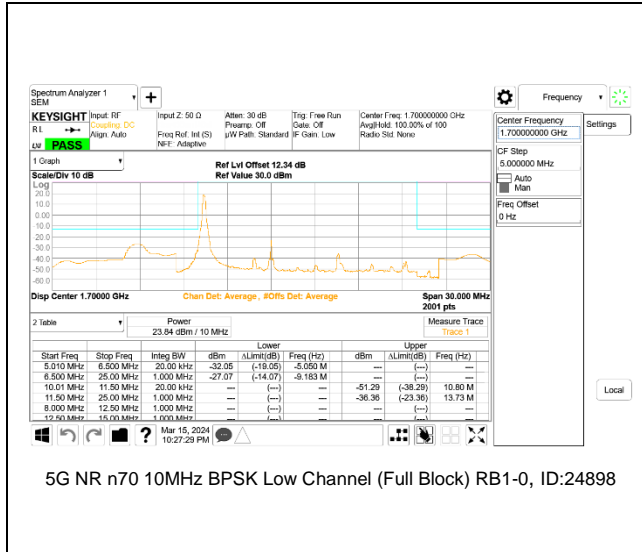 Spectrum Analyzer 1
SEM
+
Frequency
KEYSIGHT Input: RF Input Z: 50 Ω Atten: 30 dB Trig: Free Run Center Freq: 1.700000000 GHz
RL Coupling: DC Preamp: Off Gate: Off Avg|Hold: 100.00% of 100
Align: Auto Freq Ref: Int (S) µW Path: Standard IF Gain: Low Radio Std: None
PASS NFE: Adaptive
Center Frequency
1.700000000 GHz
Settings
CF Step
5.000000 MHz
Auto
Man
Freq Offset
0 Hz
Local
1 Graph
Ref Lvl Offset 12.34 dB
Scale/Div 10 dB Ref Value 30.0 dBm
Log
20.0
10.0
0.00
-10.0
-20.0
-30.0
-40.0
-50.0
-60.0
Disp Center 1.70000 GHz Chan Det: Average, #Offs Det: Average Span 30.000 MHz
2001 pts
2 Table Power Measure Trace
23.84 dBm / 10 MHz Trace 1
Lower Upper
Start Freq Stop Freq Integ BW dBm ΔLimit(dB) Freq (Hz) dBm ΔLimit(dB) Freq (Hz)
5.010 MHz 6.500 MHz 20.00 kHz -32.05 (-19.05) -5.050 M --- (---) ---
6.500 MHz 25.00 MHz 1.000 MHz -27.07 (-14.07) -9.183 M --- (---) ---
10.01 MHz 11.50 MHz 20.00 kHz --- (---) --- -51.29 (-38.29) 10.80 M
11.50 MHz 25.00 MHz 1.000 MHz --- (---) --- -36.36 (-23.36) 13.73 M
8.000 MHz 12.50 MHz 1.000 MHz --- (---) --- --- (---) ---
12.50 MHz 15.00 MHz 1.000 MHz --- (---) --- --- (---) ---
? Mar 15, 2024
10:27:29 PM
5G NR n70 10MHz BPSK Low Channel (Full Block) RB1-0, ID:24898